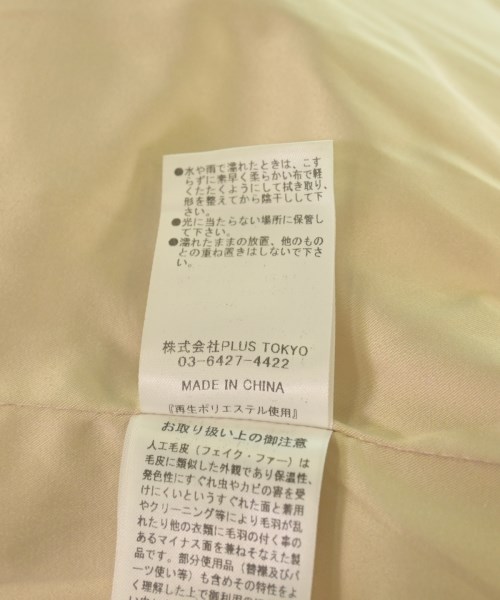 ●水や雨で濡れたときは、こす
らずに素早く柔らかい布で軽
くたたくようにして拭き取り、
形を整えてから陰干しして下
さい。
●光に当たらない場所に保管し
て下さい。
●濡れたままの放置、他のもの
との重ね置きはしないで下さ
い。
株式会社PLUS TOKYO
03-6427-4422
MADE IN CHINA
『再生ポリエステル使用』
お取り扱い上の御注意
人工毛皮（フェイク・ファー）は
毛皮に類似した外観であり保温性、
発色性にすぐれ虫やカビの害を受
けにくいというすぐれた面と着用
やクリーニング等により毛羽が乱
れたり他の衣類に毛羽の付く事の
あるマイナス面を兼ねそなえた製
品です。部分使用品（替襟及びパ
ーツ使い等）も含めその特性をよ
く理解した上で御利用の